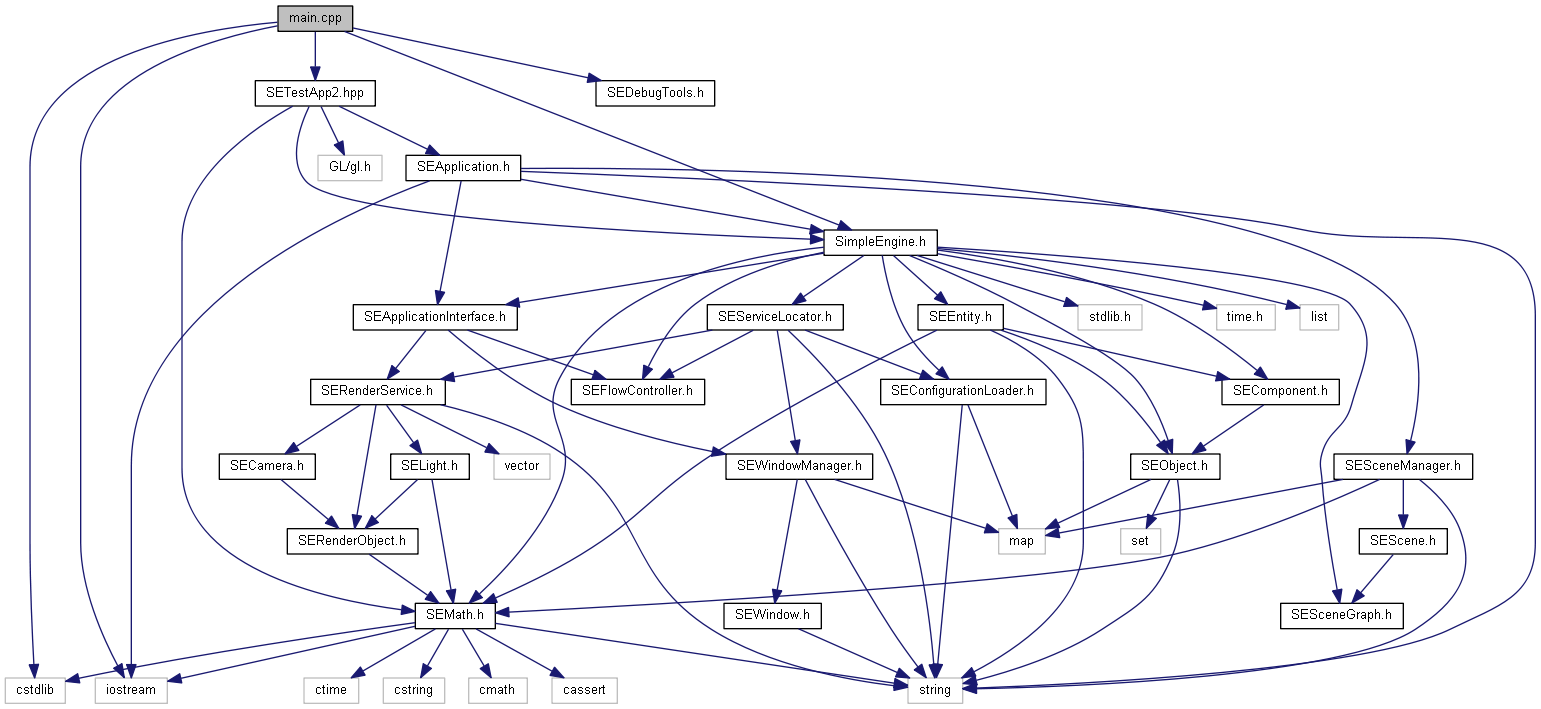 main.cpp
SETestApp2.hpp
SEDebugTools.h
GL/gl.h
SEApplication.h
SimpleEngine.h
SEApplicationInterface.h
SEServiceLocator.h
SEEntity.h
stdlib.h
time.h
list
SERenderService.h
SEFlowController.h
SEConfigurationLoader.h
SEComponent.h
SECamera.h
SELight.h
vector
SEWindowManager.h
SEObject.h
SESceneManager.h
SERenderObject.h
map
set
SEScene.h
SEMath.h
SEWindow.h
SESceneGraph.h
cstdlib
iostream
ctime
cstring
cmath
cassert
string